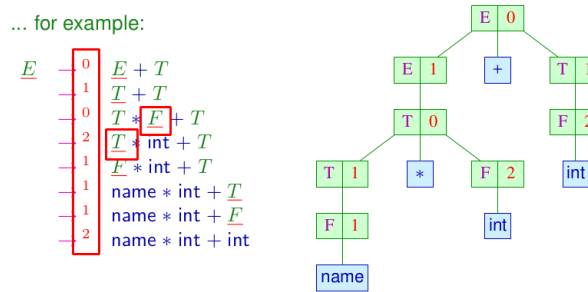 ... for example:
E → 0 E + T
→ 1 T + T
→ 0 T * F + T
→ 2 T * int + T
→ 1 F * int + T
→ 1 name * int + T
→ 1 name * int + F
→ 2 name * int + int
E 0
E 1 + T
T 0 F 2
T 1 * F 2 int
F 1 int
name